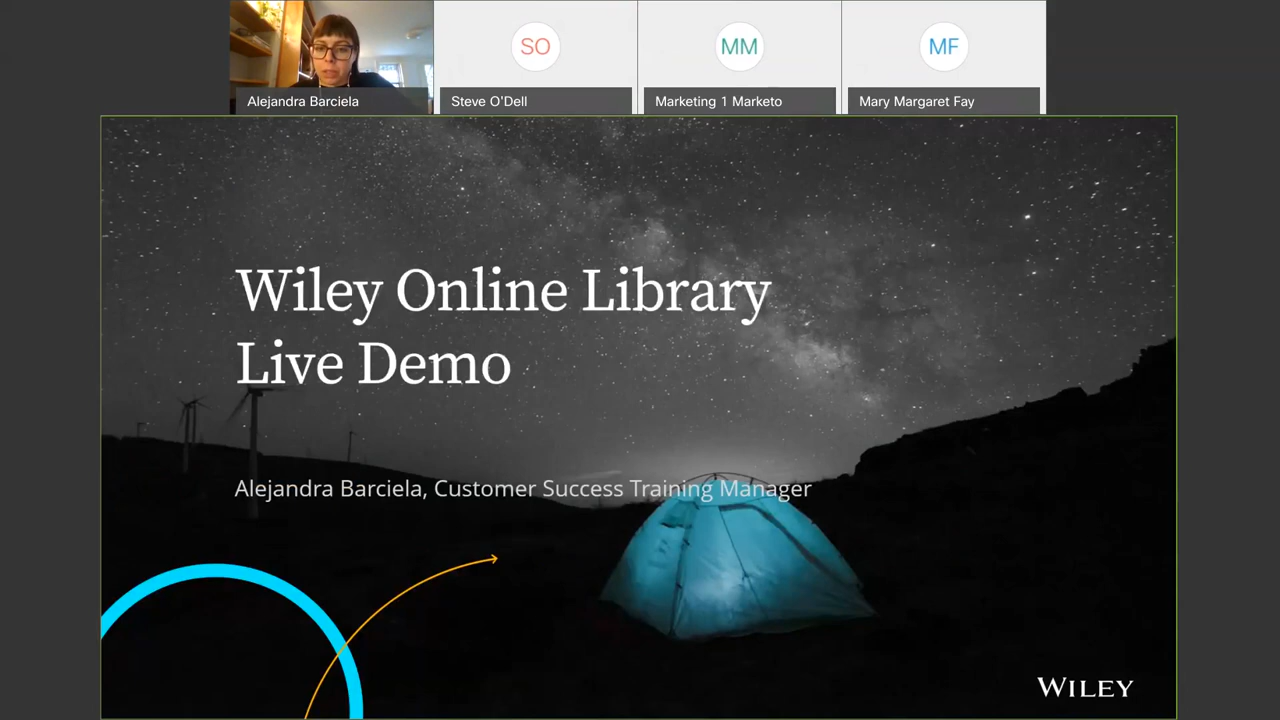 Alejandra Barciela
SO
Steve O'Dell
MM
Marketing 1 Marketo
MF
Mary Margaret Fay
Wiley Online Library
Live Demo
Alejandra Barciela, Customer Success Training Manager
WILEY